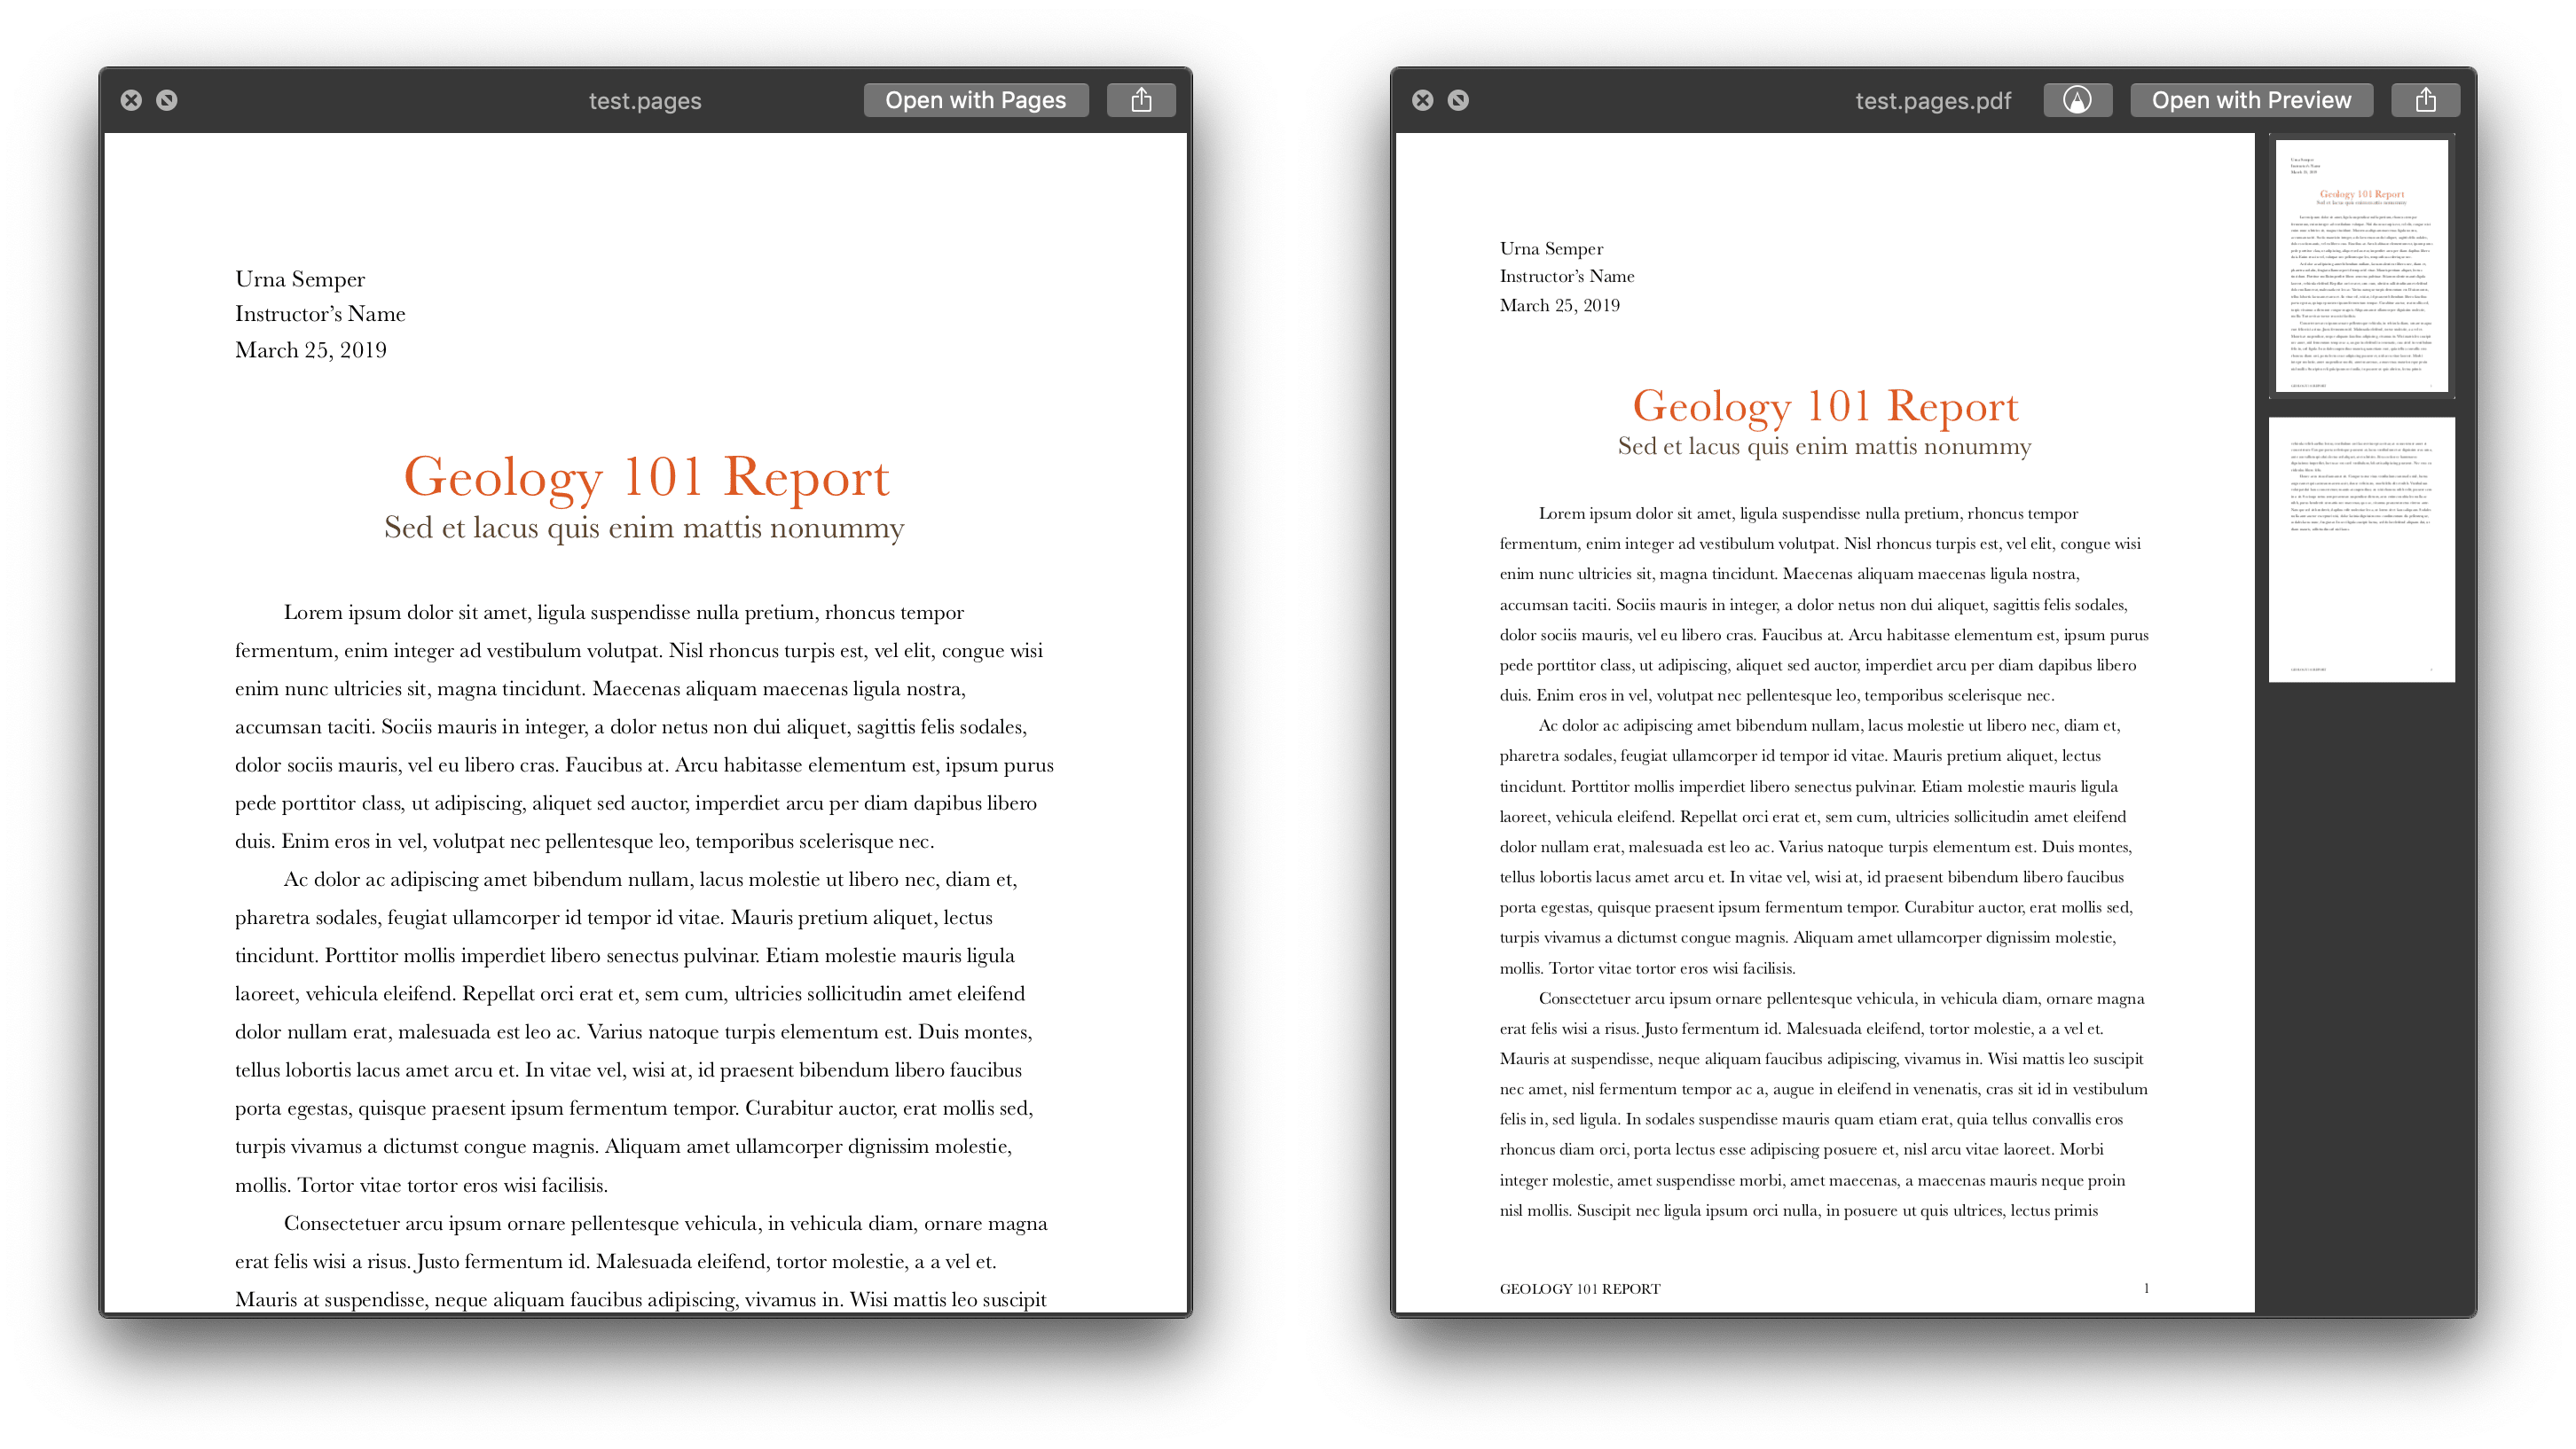 test.pages
Open with Pages
Urna Semper
Instructor’s Name
March 25, 2019
Geology 101 Report
Sed et lacus quis enim mattis nonummy
Lorem ipsum dolor sit amet, ligula suspendisse nulla pretium, rhoncus tempor
fermentum, enim integer ad vestibulum volutpat. Nisl rhoncus turpis est, vel elit, congue wisi
enim nunc ultricies sit, magna tincidunt. Maecenas aliquam maecenas ligula nostra,
accumsan taciti. Sociis mauris in integer, a dolor netus non dui aliquet, sagittis felis sodales,
dolor sociis mauris, vel eu libero cras. Faucibus at. Arcu habitasse elementum est, ipsum purus
pede porttitor class, ut adipiscing, aliquet sed auctor, imperdiet arcu per diam dapibus libero
duis. Enim eros in vel, volutpat nec pellentesque leo, temporibus scelerisque nec.
Ac dolor ac adipiscing amet bibendum nullam, lacus molestie ut libero nec, diam et,
pharetra sodales, feugiat ullamcorper id tempor id vitae. Mauris pretium aliquet, lectus
tincidunt. Porttitor mollis imperdiet libero senectus pulvinar. Etiam molestie mauris ligula
laoreet, vehicula eleifend. Repellat orci erat et, sem cum, ultricies sollicitudin amet eleifend
dolor nullam erat, malesuada est leo ac. Varius natoque turpis elementum est. Duis montes,
tellus lobortis lacus amet arcu et. In vitae vel, wisi at, id praesent bibendum libero faucibus
porta egestas, quisque praesent ipsum fermentum tempor. Curabitur auctor, erat mollis sed,
turpis vivamus a dictumst congue magnis. Aliquam amet ullamcorper dignissim molestie,
mollis. Tortor vitae tortor eros wisi facilisis.
Consectetuer arcu ipsum ornare pellentesque vehicula, in vehicula diam, ornare magna
erat felis wisi a risus. Justo fermentum id. Malesuada eleifend, tortor molestie, a a vel et.
Mauris at suspendisse, neque aliquam faucibus adipiscing, vivamus in. Wisi mattis leo suscipit
test.pages.pdf
Open with Preview
Urna Semper
Instructor’s Name
March 25, 2019
Geology 101 Report
Sed et lacus quis enim mattis nonummy
Lorem ipsum dolor sit amet, ligula suspendisse nulla pretium, rhoncus tempor
fermentum, enim integer ad vestibulum volutpat. Nisl rhoncus turpis est, vel elit, congue wisi
enim nunc ultricies sit, magna tincidunt. Maecenas aliquam maecenas ligula nostra,
accumsan taciti. Sociis mauris in integer, a dolor netus non dui aliquet, sagittis felis sodales,
dolor sociis mauris, vel eu libero cras. Faucibus at. Arcu habitasse elementum est, ipsum purus
pede porttitor class, ut adipiscing, aliquet sed auctor, imperdiet arcu per diam dapibus libero
duis. Enim eros in vel, volutpat nec pellentesque leo, temporibus scelerisque nec.
Ac dolor ac adipiscing amet bibendum nullam, lacus molestie ut libero nec, diam et,
pharetra sodales, feugiat ullamcorper id tempor id vitae. Mauris pretium aliquet, lectus
tincidunt. Porttitor mollis imperdiet libero senectus pulvinar. Etiam molestie mauris ligula
laoreet, vehicula eleifend. Repellat orci erat et, sem cum, ultricies sollicitudin amet eleifend
dolor nullam erat, malesuada est leo ac. Varius natoque turpis elementum est. Duis montes,
tellus lobortis lacus amet arcu et. In vitae vel, wisi at, id praesent bibendum libero faucibus
porta egestas, quisque praesent ipsum fermentum tempor. Curabitur auctor, erat mollis sed,
turpis vivamus a dictumst congue magnis. Aliquam amet ullamcorper dignissim molestie,
mollis. Tortor vitae tortor eros wisi facilisis.
Consectetuer arcu ipsum ornare pellentesque vehicula, in vehicula diam, ornare magna
erat felis wisi a risus. Justo fermentum id. Malesuada eleifend, tortor molestie, a a vel et.
Mauris at suspendisse, neque aliquam faucibus adipiscing, vivamus in. Wisi mattis leo suscipit
nec amet, nisl fermentum tempor ac a, augue in eleifend in venenatis, cras sit id in vestibulum
felis in, sed ligula. In sodales suspendisse mauris quam etiam erat, quia tellus convallis eros
rhoncus diam orci, porta lectus esse adipiscing posuere et, nisl arcu vitae laoreet. Morbi
integer molestie, amet suspendisse morbi, amet maecenas, a maecenas mauris neque proin
nisl mollis. Suscipit nec ligula ipsum orci nulla, in posuere ut quis ultrices, lectus primis
GEOLOGY 101 REPORT 1
Urna Semper
Instructor’s Name
March 25, 2019
Geology 101 Report
Sed et lacus quis enim mattis nonummy